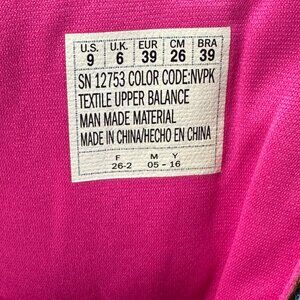 U.S. U.K. EUR CM BRA
9 6 39 26 39
SN 12753 COLOR CODE:NVPK
TEXTILE UPPER BALANCE
MAN MADE MATERIAL
MADE IN CHINA/HECHO EN CHINA
F M Y
26-2 05 - 16